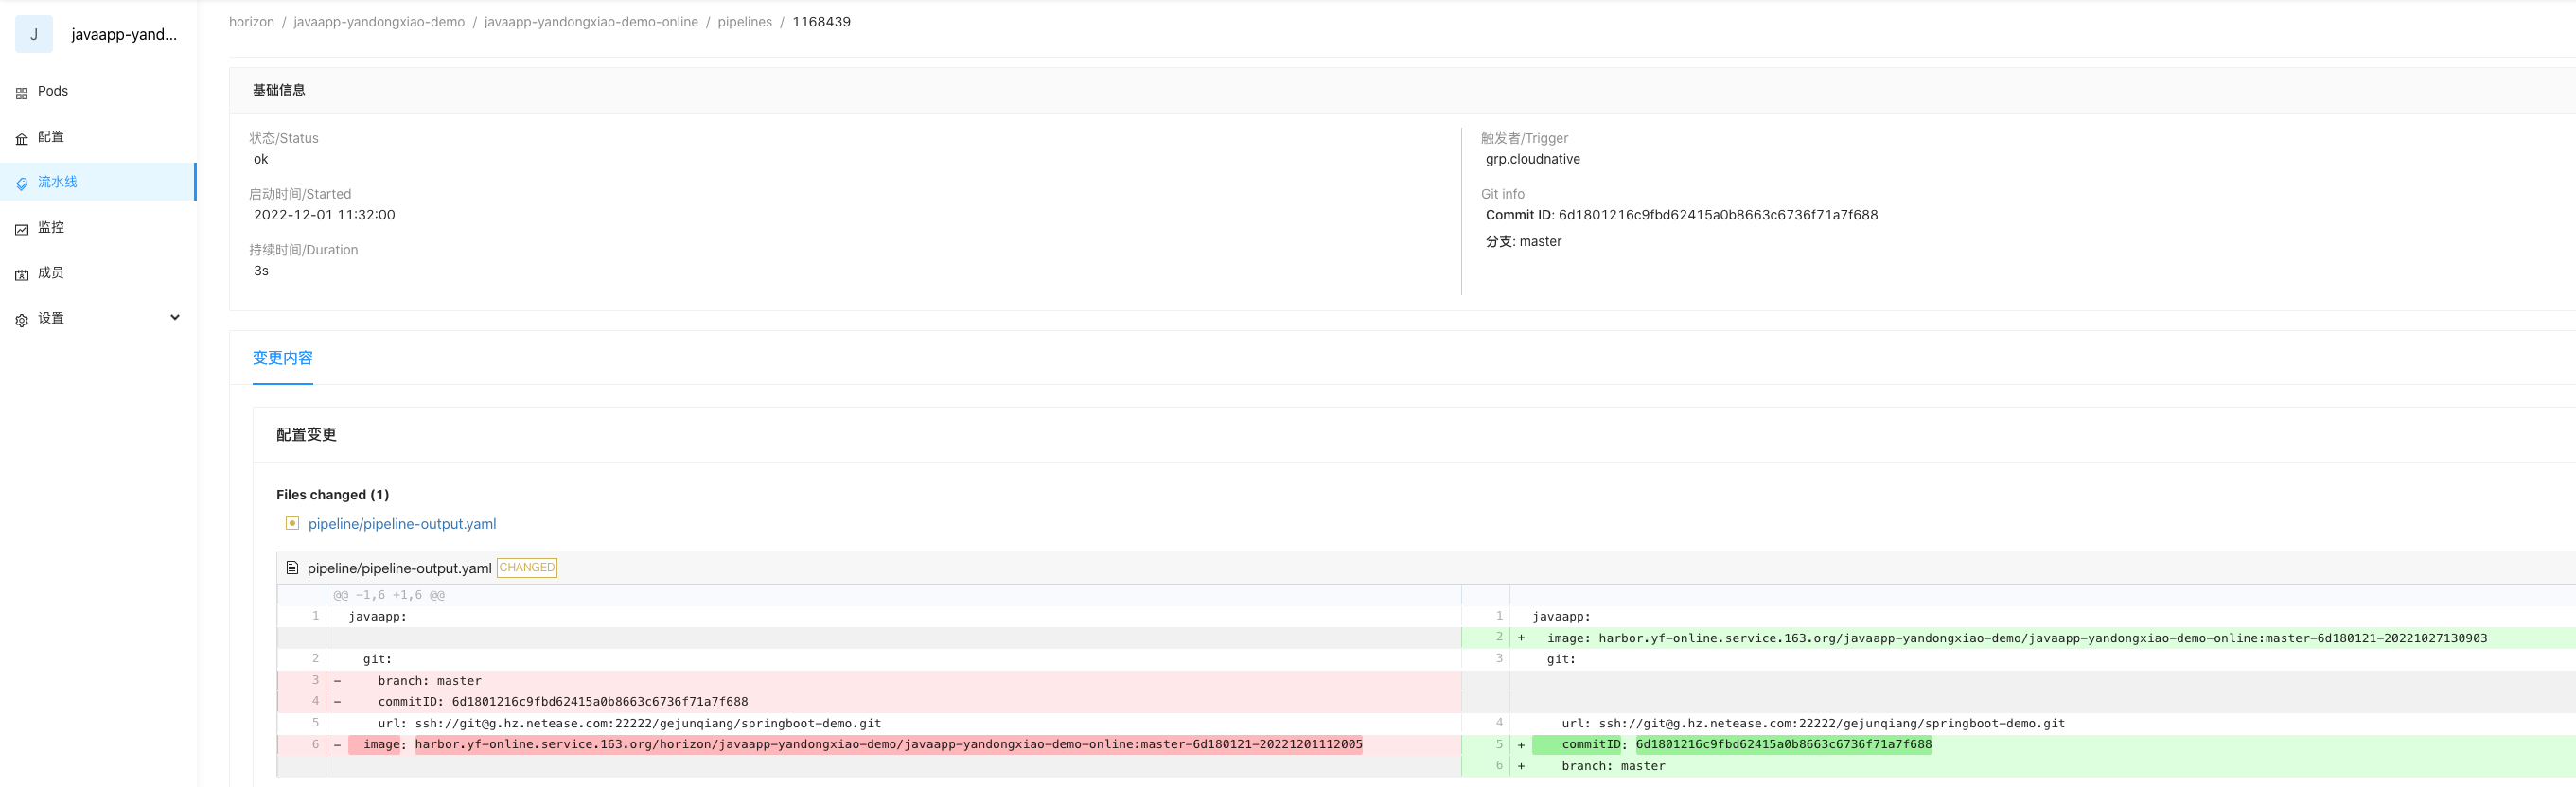 J javaapp-yand...
Pods
配置
流水线
监控
成员
设置
horizon / javaapp-yandongxiao-demo / javaapp-yandongxiao-demo-online / pipelines / 1168439
基础信息
状态/Status
ok
启动时间/Started
2022-12-01 11:32:00
持续时间/Duration
3s
触发者/Trigger
grp.cloudnative
Git info
Commit ID: 6d1801216c9fbd62415a0b8663c6736f71a7f688
分支: master
变更内容
配置变更
Files changed (1)
pipeline/pipeline-output.yaml
pipeline/pipeline-output.yaml CHANGED
@@ -1,6 +1,6 @@
1 javaapp:
2 git:
3 - branch: master
4 - commitID: 6d1801216c9fbd62415a0b8663c6736f71a7f688
5 url: ssh://git@g.hz.netease.com:22222/gejunqiang/springboot-demo.git
6 - image: harbor.yf-online.service.163.org/horizon/javaapp-yandongxiao-demo/javaapp-yandongxiao-demo-online:master-6d180121-20221201112005
1 javaapp:
2 + image: harbor.yf-online.service.163.org/javaapp-yandongxiao-demo/javaapp-yandongxiao-demo-online:master-6d180121-20221027130903
3 git:
4 url: ssh://git@g.hz.netease.com:22222/gejunqiang/springboot-demo.git
5 + commitID: 6d1801216c9fbd62415a0b8663c6736f71a7f688
6 + branch: master